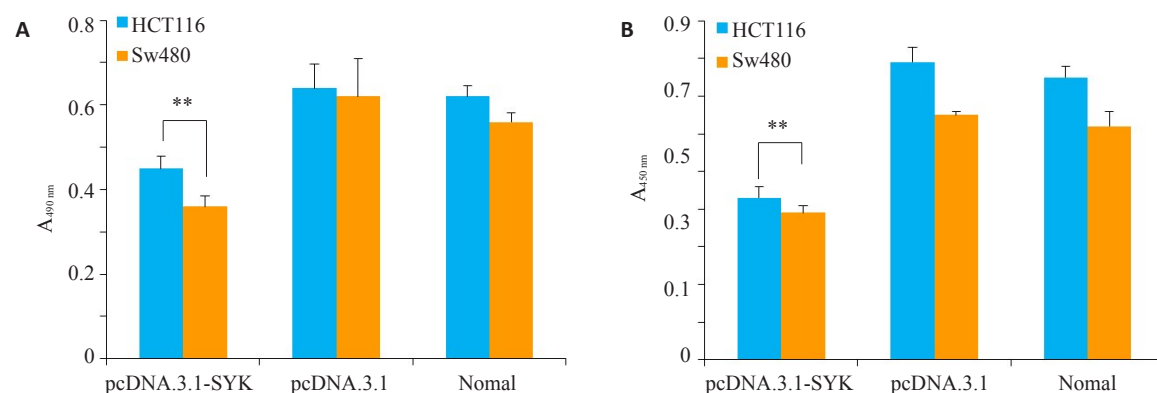 A
HCT116
Sw480
0.8
0.6
0.4
0.2
0
A490 nm
**
pcDNA.3.1-SYK
pcDNA.3.1
Nomal
B
HCT116
Sw480
0.9
0.7
0.5
0.3
0.1
0
A450 nm
**
pcDNA.3.1-SYK
pcDNA.3.1
Nomal